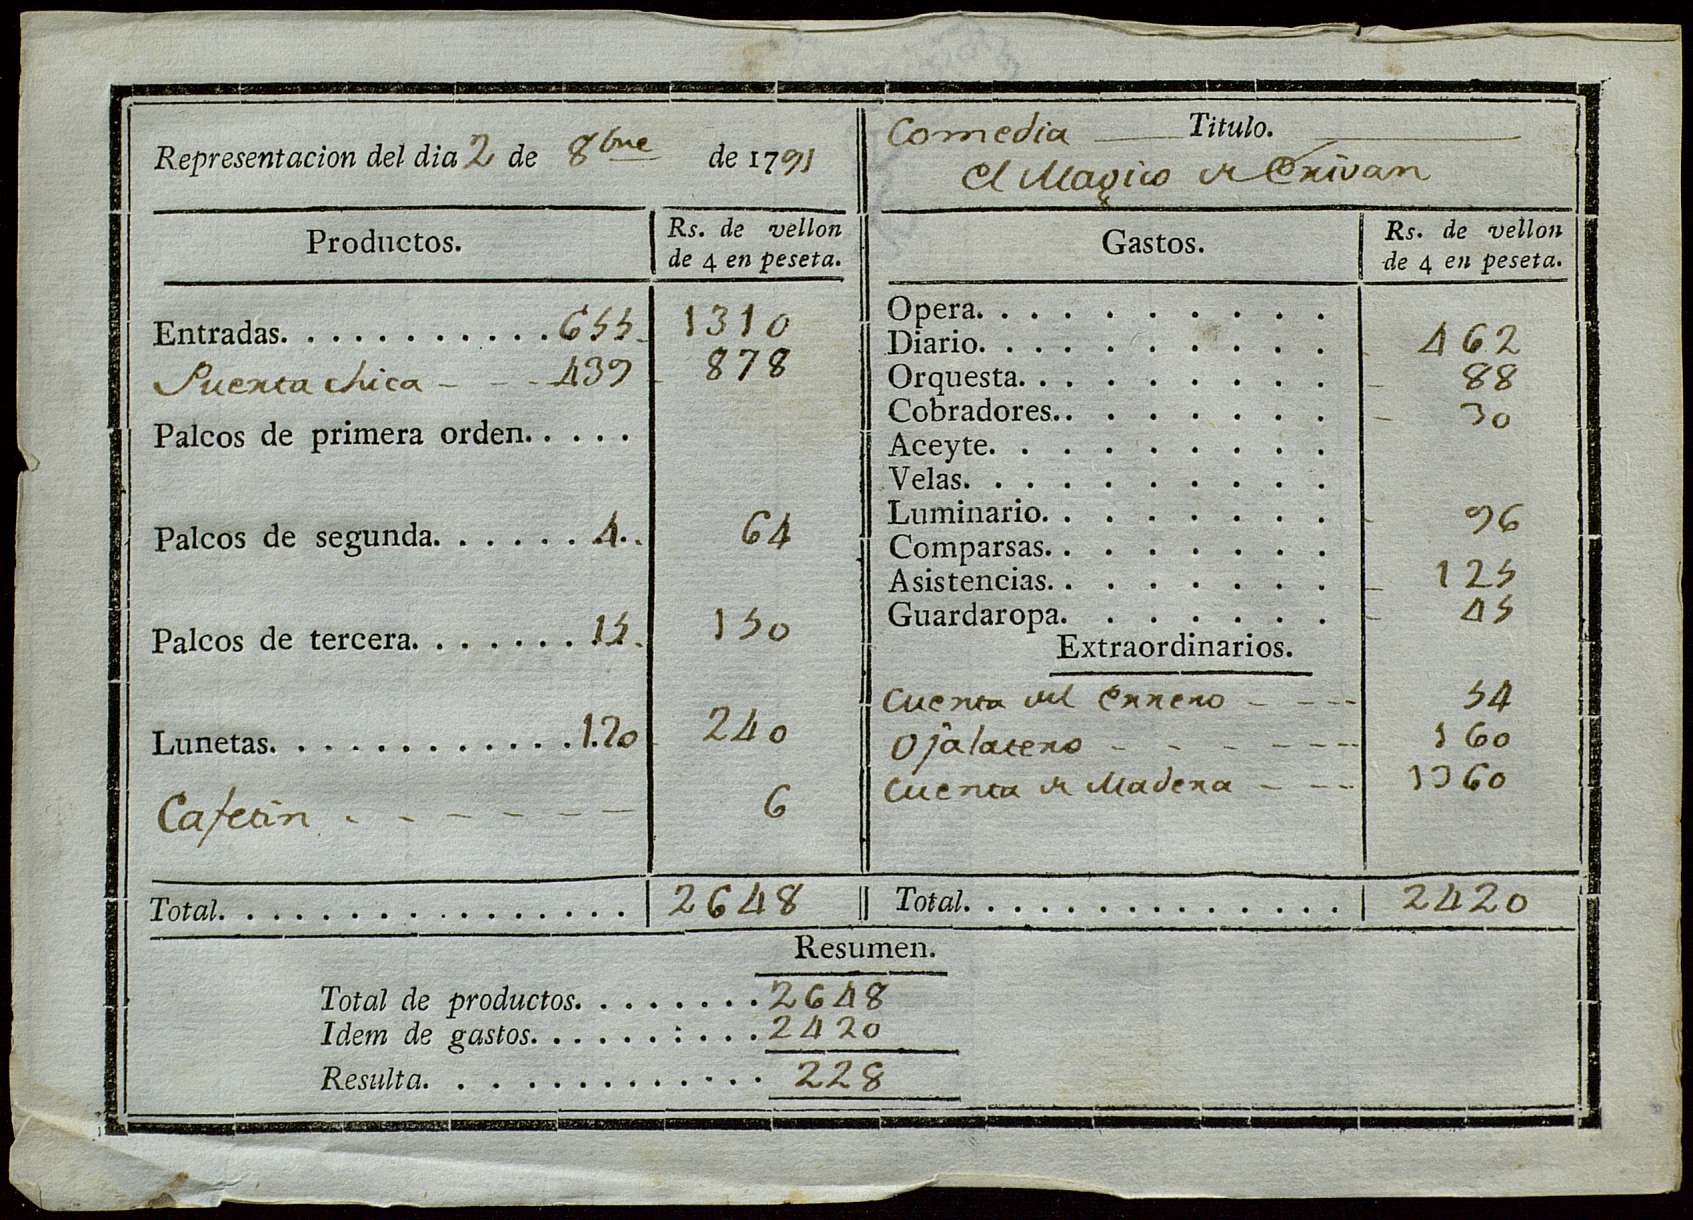 Representacion del dia 2 de 8bre de 1791
Comedia Titulo.
El Magico de Erivan
Productos. Rs. de vellon de 4 en peseta.
Entradas. 655 1310
Puerta chica 439 878
Palcos de primera orden.
Palcos de segunda. 4. 64
Palcos de tercera. 15. 150
Lunetas. 120 240
Cafetin 6
Total. 2648
Gastos. Rs. de vellon de 4 en peseta.
Opera.
Diario. 462
Orquesta. 88
Cobradores. 30
Aceyte.
Velas.
Luminario. 96
Comparsas.
Asistencias. 125
Guardaropa. 45
Extraordinarios.
Cuenta del Errero 54
Ojalatero 160
Cuenta de Madera 1360
Total. 2420
Resumen.
Total de productos. 2648
Idem de gastos. 2420
Resulta. 228